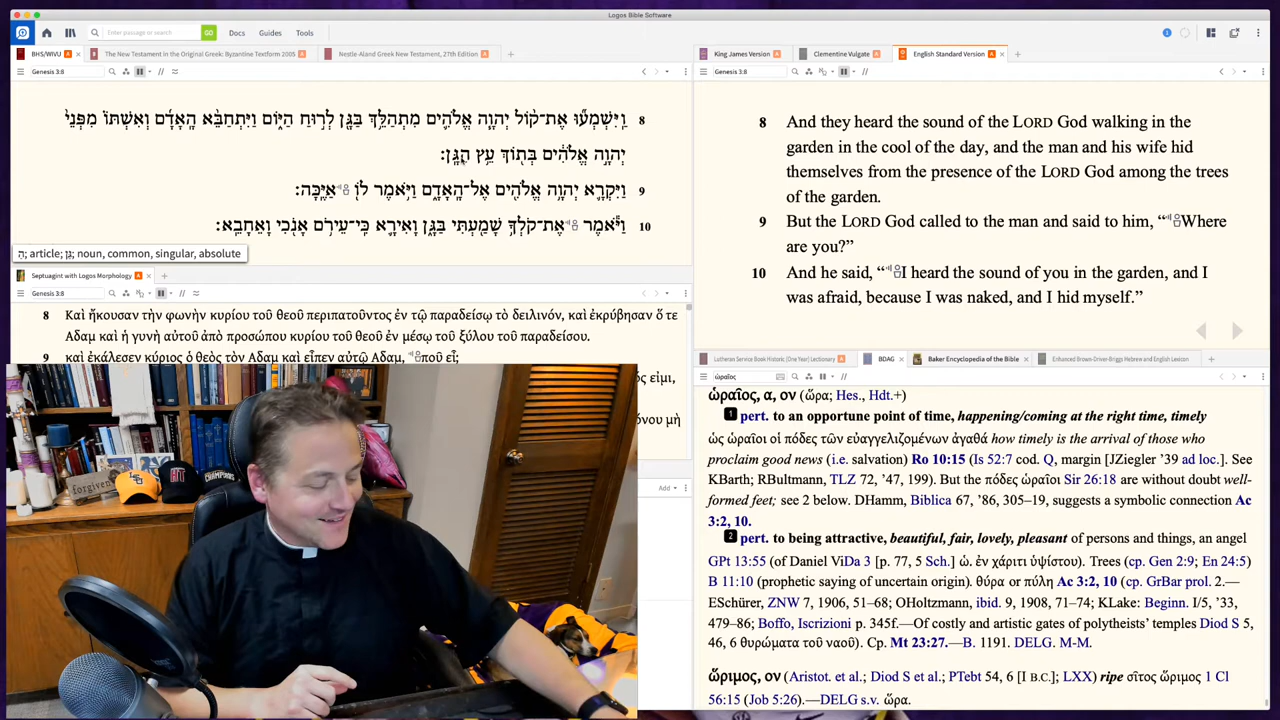 Logos Bible Software
Enter passage or search
GO
Docs
Guides
Tools
BHS/WIVU A
The New Testament in the Original Greek: Byzantine Textform 2005 A
Nestle-Aland Greek New Testament, 27th Edition A
Genesis 3:8
8 וַֽיִּשְׁמְע֞וּ אֶת־ק֨וֹל יְהוָ֧ה אֱלֹהִ֛ים מִתְהַלֵּ֥ךְ בַּגָּ֖ן לְר֣וּחַ הַיּ֑וֹם וַיִּתְחַבֵּ֨א הָֽאָדָ֜ם וְאִשְׁתּ֗וֹ מִפְּנֵי֙
יְהוָ֣ה אֱלֹהִ֔ים בְּת֖וֹךְ עֵ֥ץ הַגָּֽן׃
9 וַיִּקְרָ֛א יְהוָ֥ה אֱלֹהִ֖ים אֶל־הָֽאָדָ֑ם וַיֹּ֥אמֶר ל֖וֹ אַיֶּֽכָּה׃
10 וַיֹּ֕אמֶר אֶת־קֹלְךָ֥ שָׁמַ֖עְתִּי בַּגָּ֑ן וָאִירָ֛א כִּֽי־עֵירֹ֥ם אָנֹ֖כִי וָאֵחָבֵֽא׃
ה; article; גן; noun, common, singular, absolute
Septuagint with Logos Morphology A
Genesis 3:8
8 Καὶ ἤκουσαν τὴν φωνὴν κυρίου τοῦ θεοῦ περιπατοῦντος ἐν τῷ παραδείσῳ τὸ δειλινόν, καὶ ἐκρύβησαν ὅ τε
Αδαμ καὶ ἡ γυνὴ αὐτοῦ ἀπὸ προσώπου κυρίου τοῦ θεοῦ ἐν μέσῳ τοῦ ξύλου τοῦ παραδείσου.
9 καὶ ἐκάλεσεν κύριος ὁ θεὸς τὸν Αδαμ καὶ εἶπεν αὐτῷ Αδαμ, ποῦ εἶ;
ός εἰμι,
όνου μὴ
Add
Forgiven
HT
CHAMPIONS
King James Version A
Clementine Vulgate A
English Standard Version A
Genesis 3:8
8 And they heard the sound of the LORD God walking in the
garden in the cool of the day, and the man and his wife hid
themselves from the presence of the LORD God among the trees
of the garden.
9 But the LORD God called to the man and said to him, “Where
are you?”
10 And he said, “I heard the sound of you in the garden, and I
was afraid, because I was naked, and I hid myself.”
Lutheran Service Book Historic (One Year) Lectionary A
BDAG
Baker Encyclopedia of the Bible
Enhanced Brown-Driver-Briggs Hebrew and English Lexicon
ὡραῖος
ὡραῖος, α, ον (ὥρα; Hes., Hdt.+)
1 pert. to an opportune point of time, happening/coming at the right time, timely
ὡς ὡραῖοι οἱ πόδες τῶν εὐαγγελιζομένων ἀγαθά how timely is the arrival of those who
proclaim good news (i.e. salvation) Ro 10:15 (Is 52:7 cod. Q, margin [JZiegler ’39 ad loc.]. See
KBarth; RBultmann, TLZ 72, ’47, 199). But the πόδες ὡραῖοι Sir 26:18 are without doubt well-
formed feet; see 2 below. DHamm, Biblica 67, ’86, 305–19, suggests a symbolic connection Ac
3:2, 10.
2 pert. to being attractive, beautiful, fair, lovely, pleasant of persons and things, an angel
GPt 13:55 (of Daniel ViDa 3 [p. 77, 5 Sch.] ὡ. ἐν χάριτι ὑψίστου). Trees (cp. Gen 2:9; En 24:5)
B 11:10 (prophetic saying of uncertain origin). θύρα or πύλη Ac 3:2, 10 (cp. GrBar prol. 2.—
ESchürer, ZNW 7, 1906, 51–68; OHoltzmann, ibid. 9, 1908, 71–74; KLake: Beginn. I/5, ’33,
479–86; Boffo, Iscrizioni p. 345f.—Of costly and artistic gates of polytheists’ temples Diod S 5,
46, 6 θυρώματα τοῦ ναοῦ). Cp. Mt 23:27.—B. 1191. DELG. M-M.
ὥριμος, ον (Aristot. et al.; Diod S et al.; PTebt 54, 6 [I B.C.]; LXX) ripe σῖτος ὥριμος 1 Cl
56:15 (Job 5:26).—DELG s.v. ὥρα.